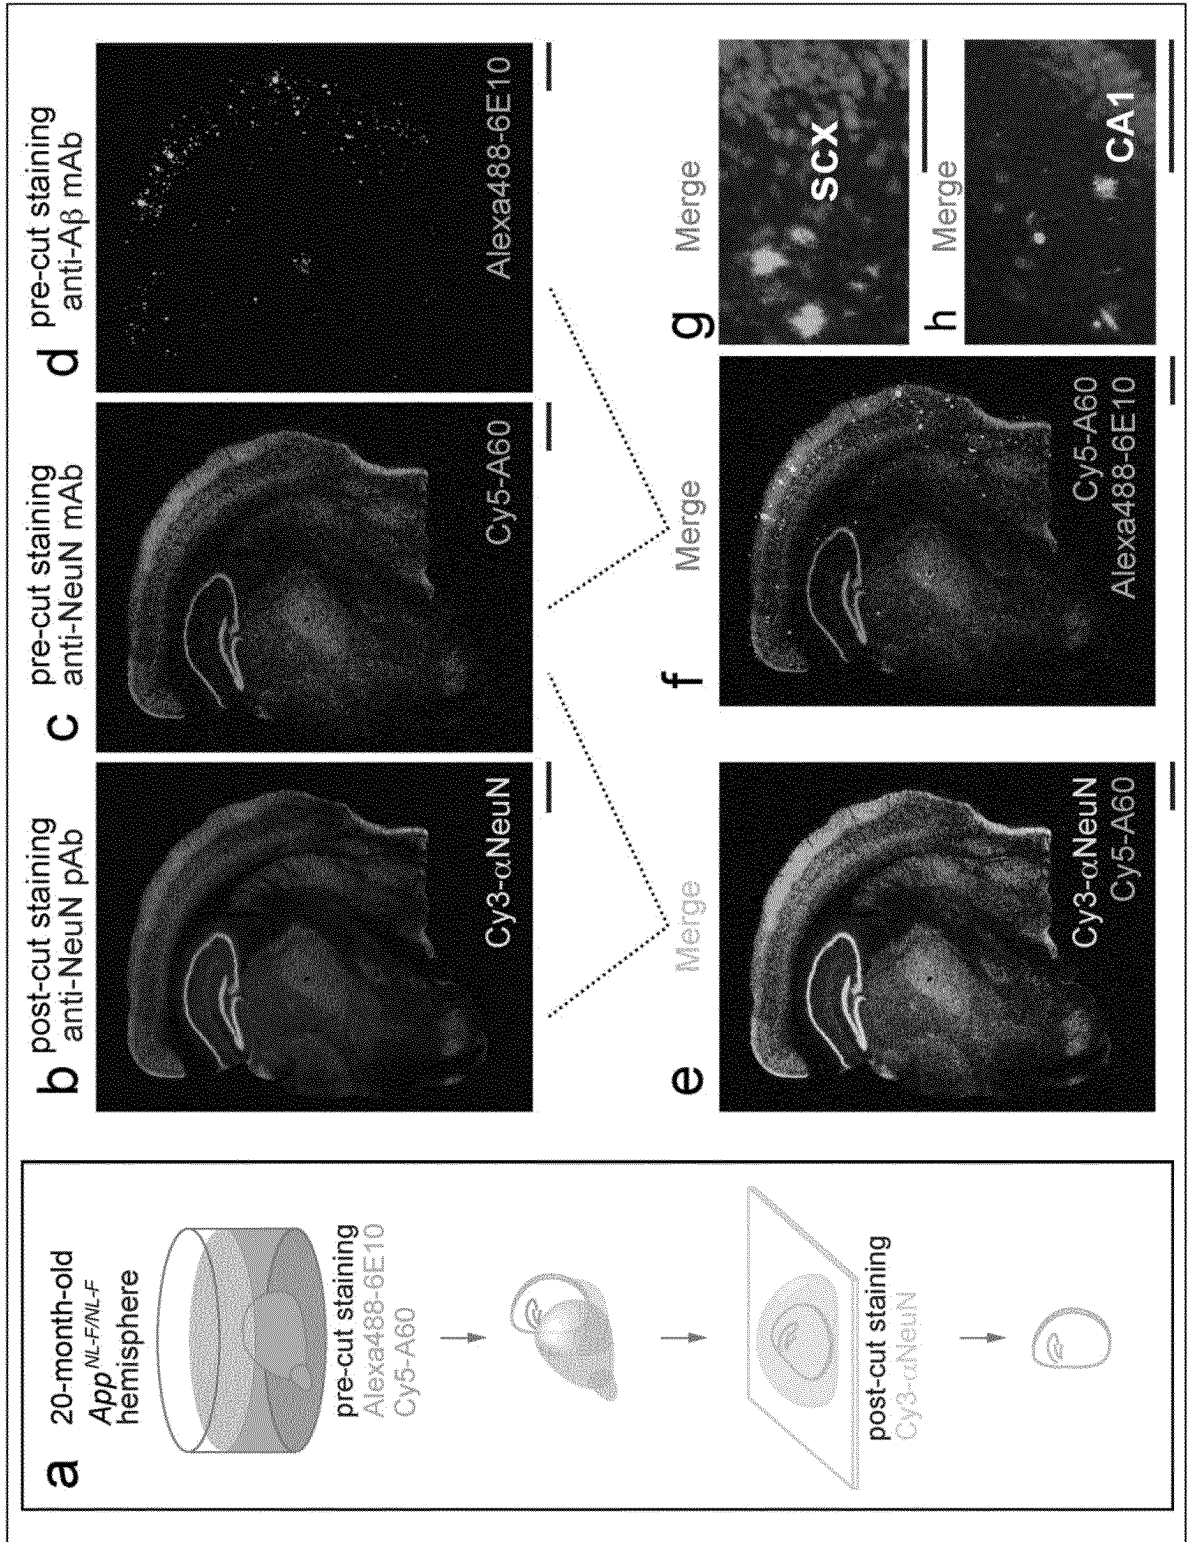 a
20-month-old
App^NL-F/NL-F
hemisphere
pre-cut staining
Alexa488-6E10
Cy5-A60
post-cut staining
Cy3-αNeuN
b
post-cut staining
anti-NeuN pAb
Cy3-αNeuN
c
pre-cut staining
anti-NeuN mAb
Cy5-A60
d
pre-cut staining
anti-Aβ mAb
Alexa488-6E10
e
Merge
Cy3-αNeuN
Cy5-A60
f
Merge
Cy5-A60
Alexa488-6E10
g
Merge
scx
h
Merge
CA1